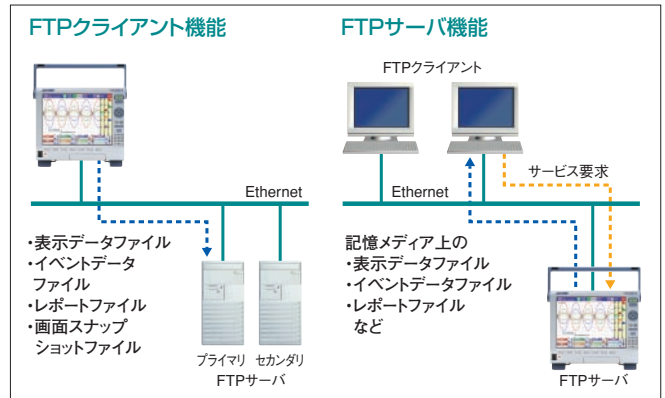 FTPクライアント機能
Ethernet
・表示データファイル
・イベントデータ
ファイル
・レポートファイル
・画面スナップ
ショットファイル
プライマリ セカンダリ
FTPサーバ
FTPサーバ機能
FTPクライアント
サービス要求
Ethernet
記憶メディア上の
・表示データファイル
・イベントデータファイル
・レポートファイル
など
FTPサーバ